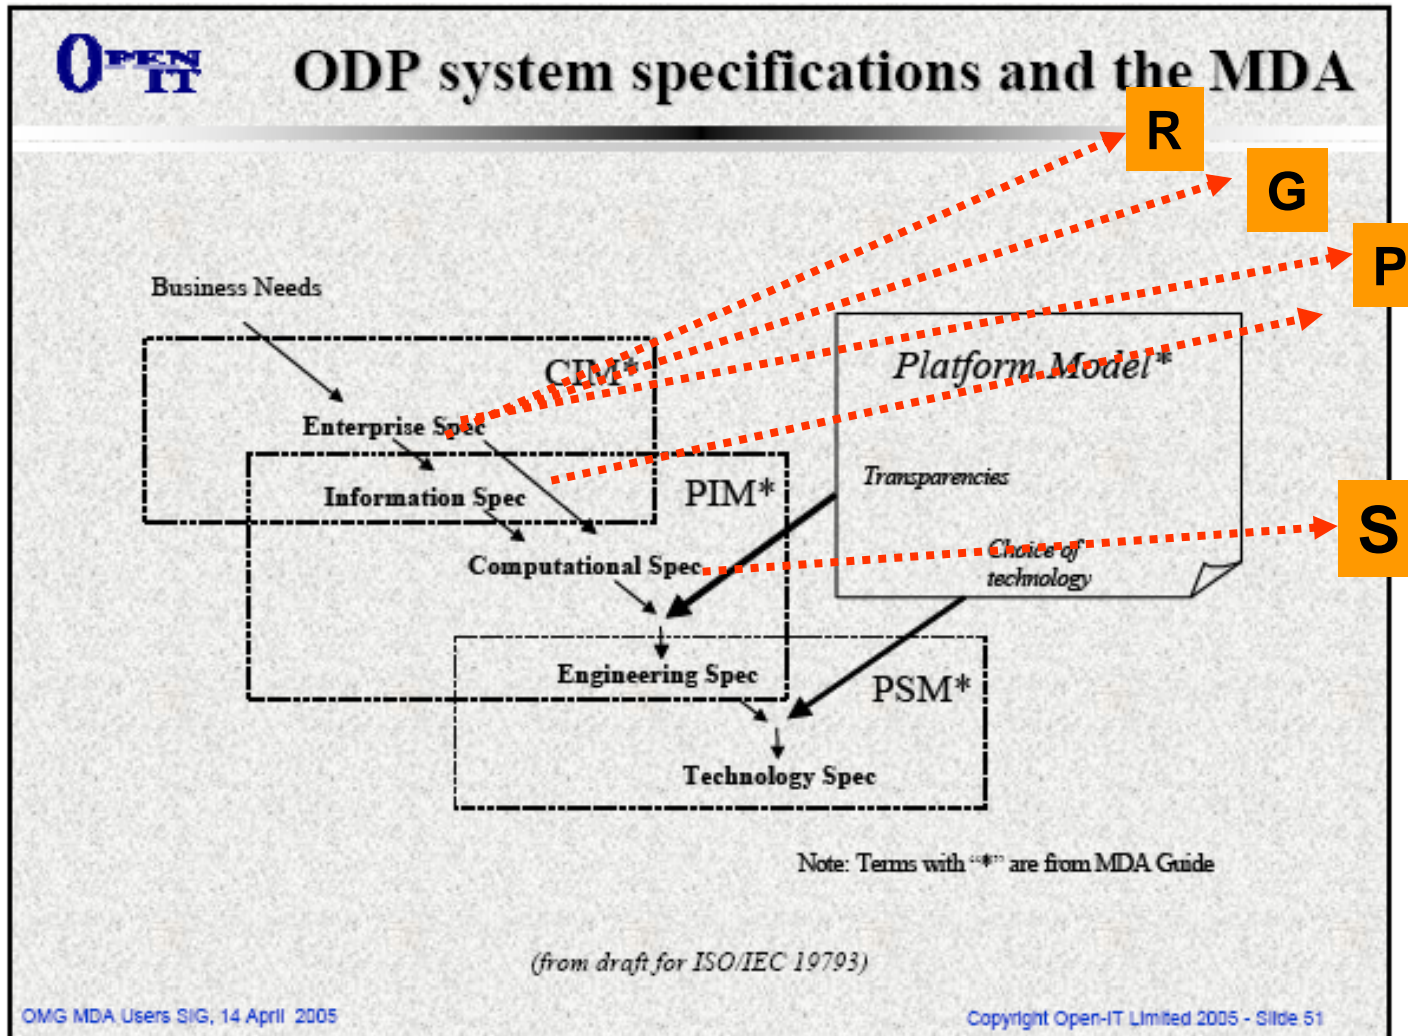 OPEN IT
ODP system specifications and the MDA
R
G
P
Business Needs
CIM*
Platform Model*
Enterprise Spec
Transparencies
Information Spec
PIM*
S
Choice of
technology
Computational Spec
Engineering Spec
PSM*
Technology Spec
Note: Terms with “*” are from MDA Guide
(from draft for ISO/IEC 19793)
OMG MDA Users SIG, 14 April 2005
Copyright Open-IT Limited 2005 - Slide 51